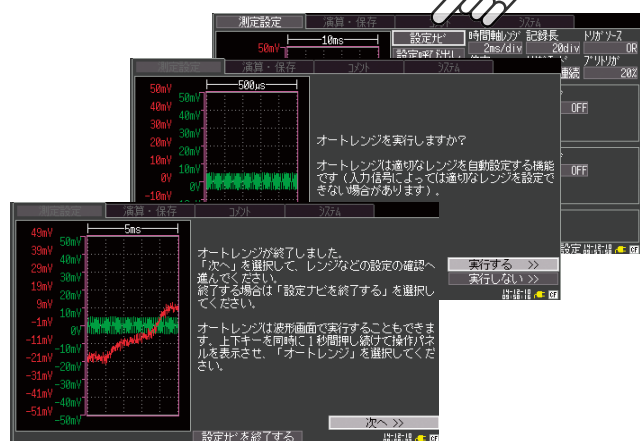 測定設定 演算・保存 コメント システム
10ms
50mV
設定ナビ
設定呼び出し
時間軸レンジ 記録長 トリガソース
2ms/div 20div OR
プリトリガ
連続 20%
OFF
OFF
設定
測定設定 演算・保存 コメント システム
500μs
50mV
40mV
30mV
20mV
10mV
0V
-10mV
50mV
40mV
30mV
20mV
10mV
0V
オートレンジを実行しますか?
オートレンジは適切なレンジを自動設定する機能
です(入力信号によっては適切なレンジを設定で
きない場合があります)。
実行する >>
実行しない >>
CF
測定設定 演算・保存 コメント システム
5ms
49mV
39mV
29mV
19mV
9mV
-1mV
-11mV
-21mV
-31mV
-41mV
-51mV
50mV
40mV
30mV
20mV
10mV
0V
-10mV
-20mV
-30mV
-40mV
-50mV
オートレンジが終了しました。
「次へ」を選択して、レンジなどの設定の確認へ
進んでください。
終了する場合は「設定ナビを終了する」を選択し
てください。
オートレンジは波形画面で実行することもできま
す。上下キーを同時に1秒間押し続けて操作パネ
ルを表示させ、「オートレンジ」を選択してくだ
さい。
次へ >>
設定ナビを終了する